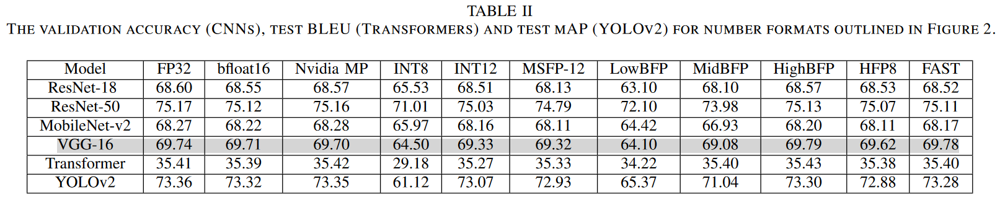 TABLE II
THE VALIDATION ACCURACY (CNNS), TEST BLEU (TRANSFORMERS) AND TEST MAP (YOLOV2) FOR NUMBER FORMATS OUTLINED IN FIGURE 2.
Model FP32 bfloat16 Nvidia MP INT8 INT12 MSFP-12 LowBFP MidBFP HighBFP HFP8 FAST
ResNet-18 68.60 68.55 68.57 65.53 68.51 68.13 63.10 68.10 68.57 68.53 68.52
ResNet-50 75.17 75.12 75.16 71.01 75.03 74.79 72.10 73.98 75.13 75.07 75.11
MobileNet-v2 68.27 68.22 68.28 65.97 68.16 68.11 64.42 66.93 68.20 68.11 68.17
VGG-16 69.74 69.71 69.70 64.50 69.33 69.32 64.10 69.08 69.79 69.62 69.78
Transformer 35.41 35.39 35.42 29.18 35.27 35.33 34.22 35.40 35.43 35.38 35.40
YOLOv2 73.36 73.32 73.35 61.12 73.07 72.93 65.37 71.04 73.30 72.88 73.28